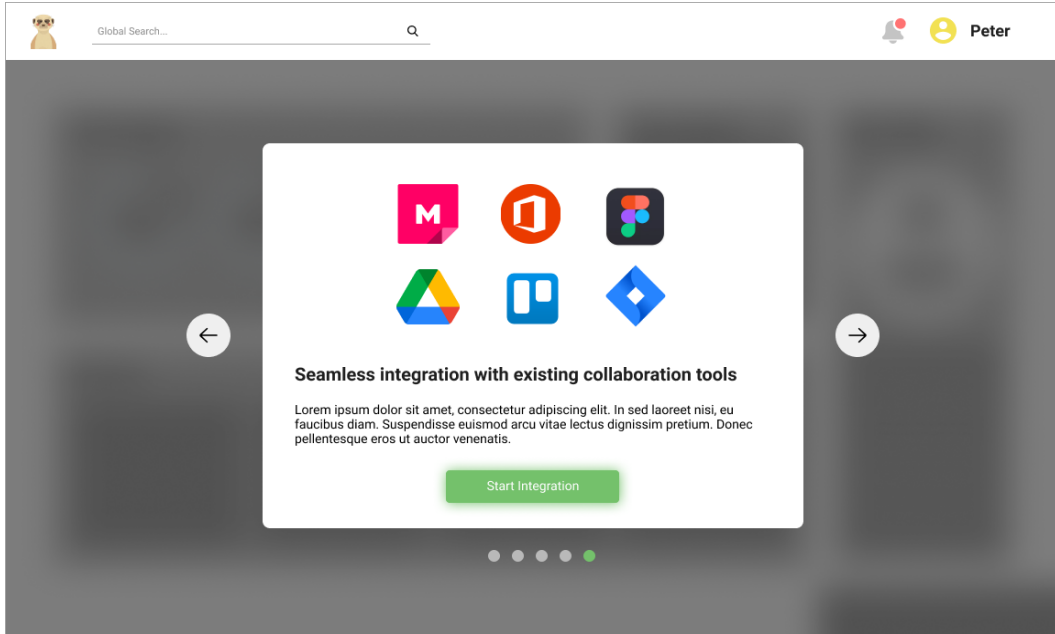 Global Search...
Peter
M
Seamless integration with existing collaboration tools
Lorem ipsum dolor sit amet, consectetur adipiscing elit. In sed laoreet nisi, eu
faucibus diam. Suspendisse euismod arcu vitae lectus dignissim pretium. Donec
pellentesque eros ut auctor venenatis.
Start Integration